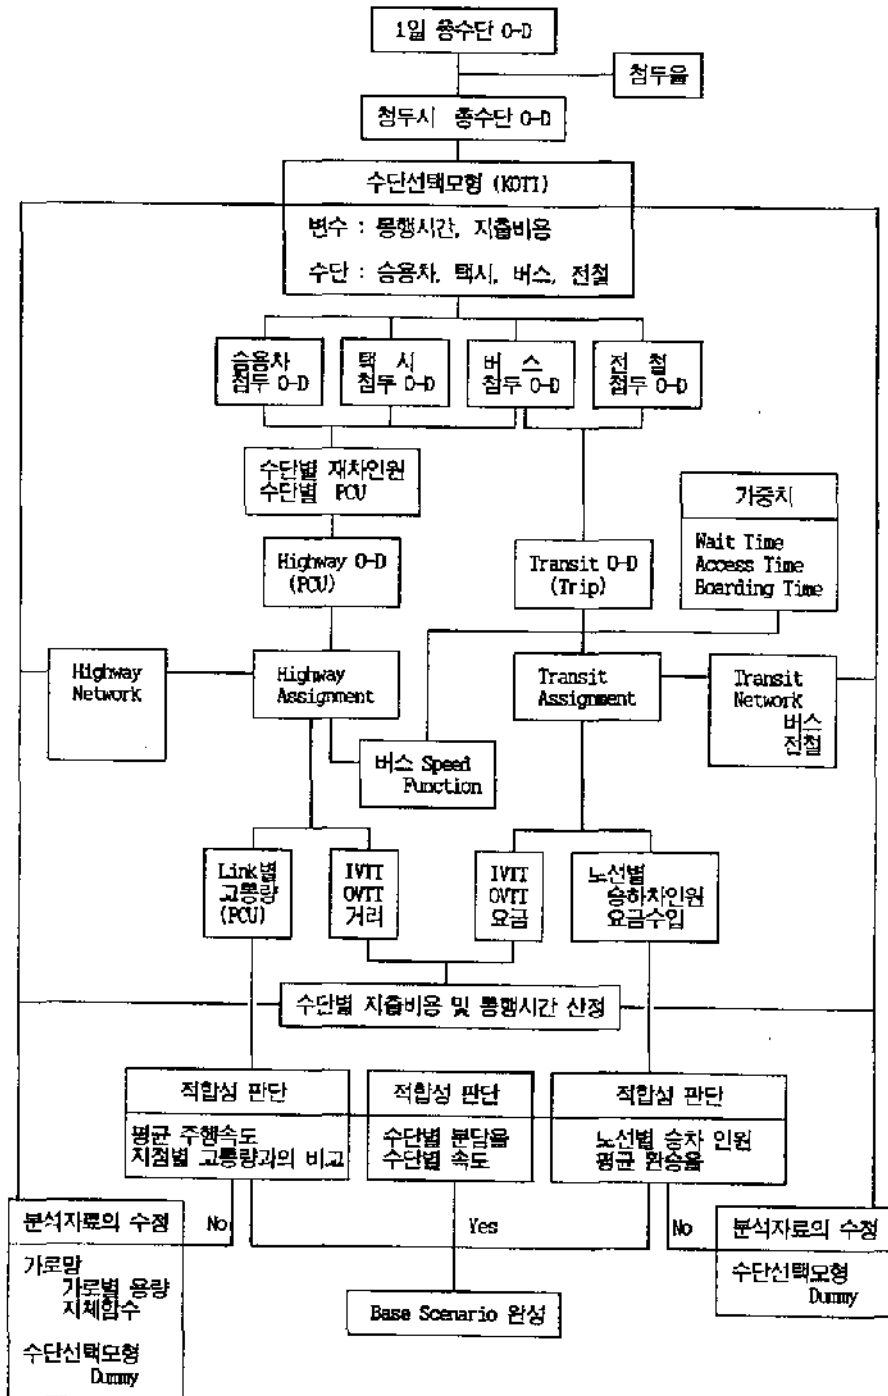 1일 총수단 O-D
첨두율
첨두시 총수단 O-D
수단선택모형 (KOTI)
변수 : 통행시간, 지출비용
수단 : 승용차, 택시, 버스, 전철
승용차
첨두 O-D
택 시
첨두 O-D
버 스
첨두 O-D
전 철
첨두 O-D
수단별 재차인원
수단별 PCU
가중치
Wait Time
Access Time
Boarding Time
Highway O-D
(PCU)
Transit O-D
(Trip)
Highway
Network
Highway
Assignment
Transit
Assignment
Transit
Network
버스
전철
버스 Speed
Function
Link별
교통량
(PCU)
IVTT
OVTT
거리
IVTT
OVTT
요금
노선별
승하차인원
요금수입
수단별 지출비용 및 통행시간 산정
적합성 판단
평균 주행속도
지점별 교통량과의 비교
적합성 판단
수단별 분담율
수단별 속도
적합성 판단
노선별 승차 인원
평균 환승율
분석자료의 수정
No
Yes
No
분석자료의 수정
가로망
가로별 용량
지체함수
수단선택모형
Dummy
수단선택모형
Dummy
Base Scenario 완성